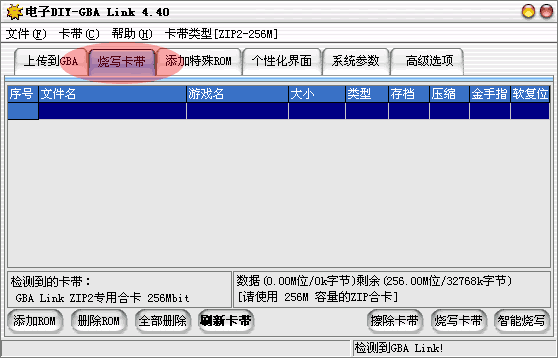 电子DIY-GBA Link 4.40
文件(F) 卡带(C) 帮助(H) 卡带类型[ZIP2-256M]
上传到GBA 烧写卡带 添加特殊ROM 个性化界面 系统参数 高级选项
序号 文件名 游戏名 大小 类型 存档 压缩 金手指 软复位
检测到的卡带：
GBA Link ZIP2专用合卡 256Mbit
数据(0.00M位/0k字节)剩余(256.00M位/32768k字节)
[请使用 256M 容量的ZIP合卡]
添加ROM 删除ROM 全部删除 刷新卡带 擦除卡带 烧写卡带 智能烧写
检测到GBA Link!